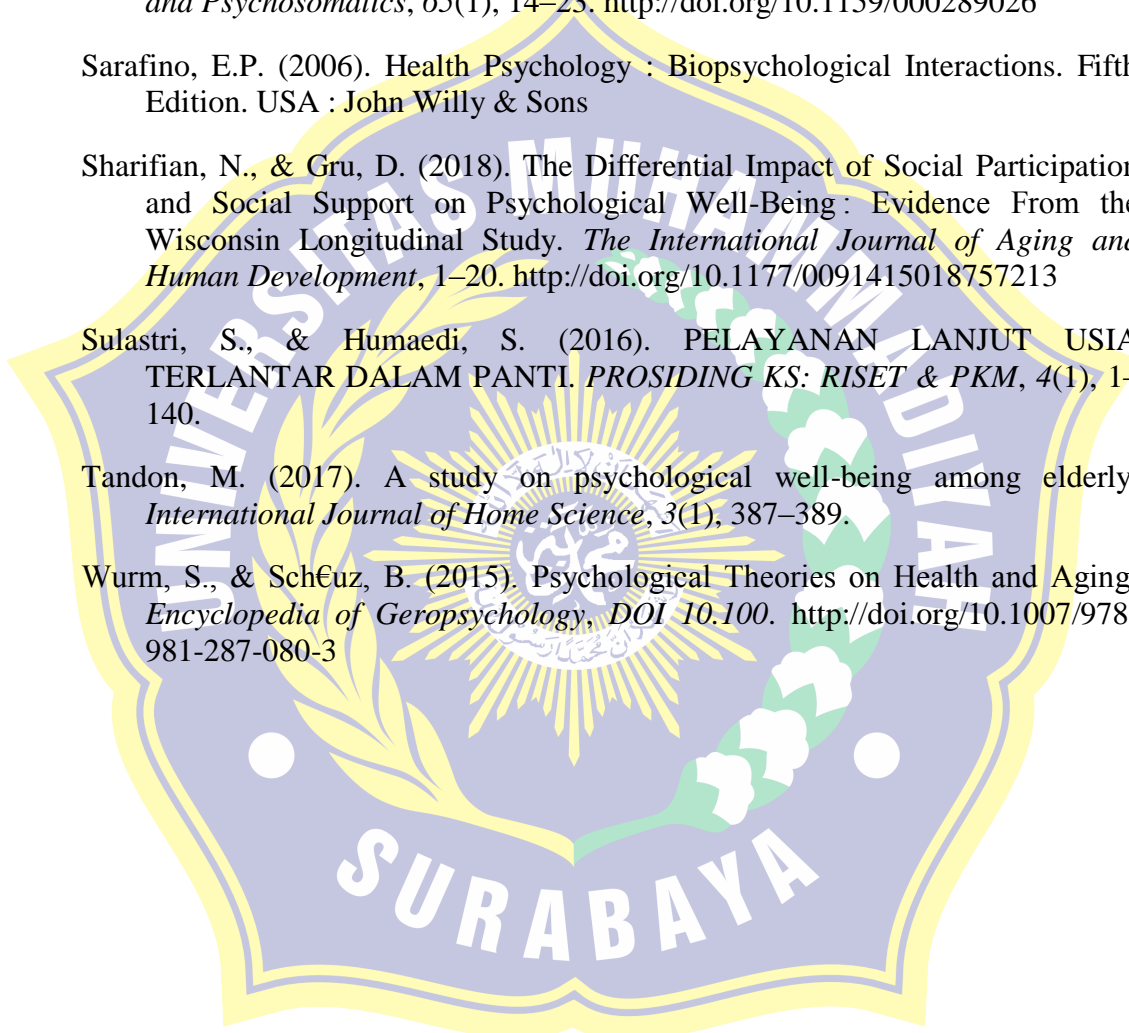 and Psychosomatics, 65(1), 14–23. http://doi.org/10.1159/000289026
Sarafino, E.P. (2006). Health Psychology : Biopsychological Interactions. Fifth
Edition. USA : John Willy & Sons
Sharifian, N., & Gru, D. (2018). The Differential Impact of Social Participation
and Social Support on Psychological Well-Being : Evidence From the
Wisconsin Longitudinal Study. The International Journal of Aging and
Human Development, 1–20. http://doi.org/10.1177/0091415018757213
Sulastri, S., & Humaedi, S. (2016). PELAYANAN LANJUT USIA
TERLANTAR DALAM PANTI. PROSIDING KS: RISET & PKM, 4(1), 1–
140.
Tandon, M. (2017). A study on psychological well-being among elderly
International Journal of Home Science, 3(1), 387–389.
Wurm, S., & Sch€uz, B. (2015). Psychological Theories on Health and Aging
Encyclopedia of Geropsychology, DOI 10.100. http://doi.org/10.1007/978
981-287-080-3
UNIVERSITAS MUHAMMADIYAH
SURABAYA